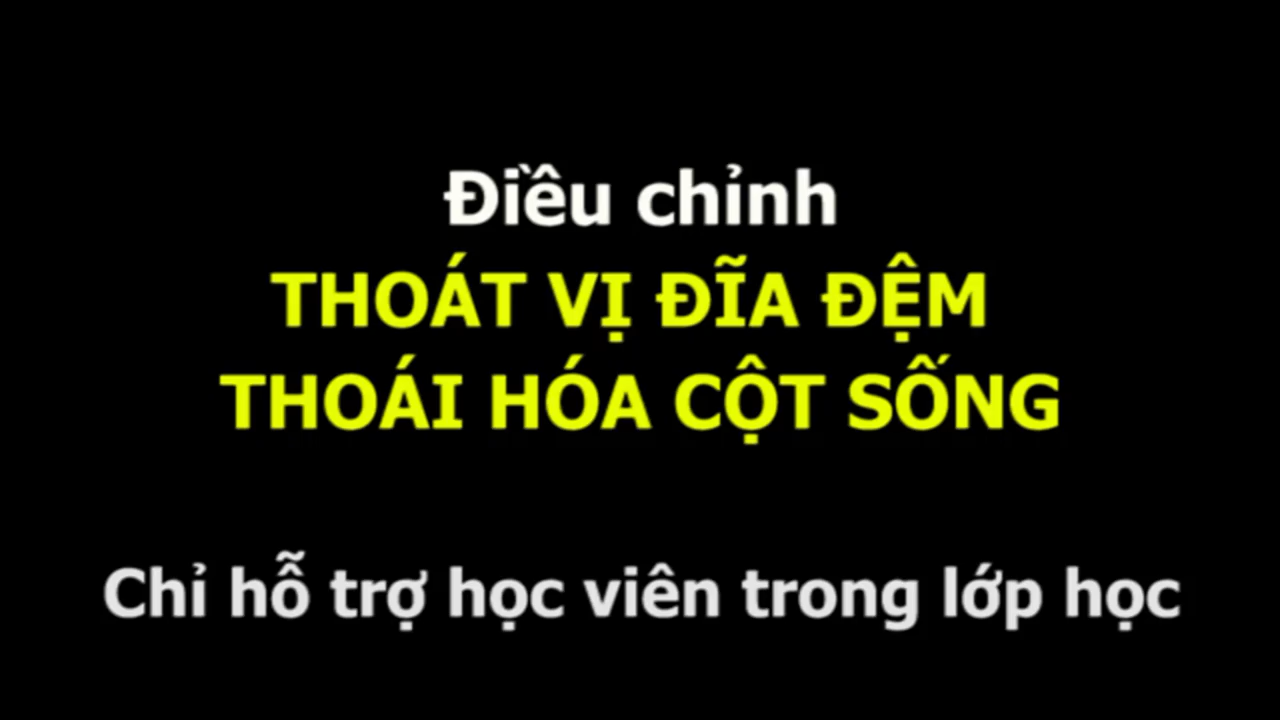 Điều chỉnh
THOÁT VỊ ĐĨA ĐỆM
THOÁI HÓA CỘT SỐNG
Chỉ hỗ trợ học viên trong lớp học